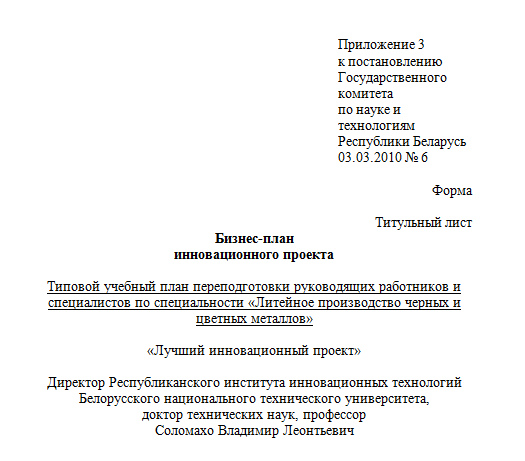 Приложение 3
к постановлению
Государственного
комитета
по науке и
технологиям
Республики Беларусь
03.03.2010 № 6
Форма
Титульный лист
Бизнес-план
инновационного проекта
Типовой учебный план переподготовки руководящих работников и
специалистов по специальности «Литейное производство черных и
цветных металлов»
«Лучший инновационный проект»
Директор Республиканского института инновационных технологий
Белорусского национального технического университета,
доктор технических наук, профессор
Соломахо Владимир Леонтьевич